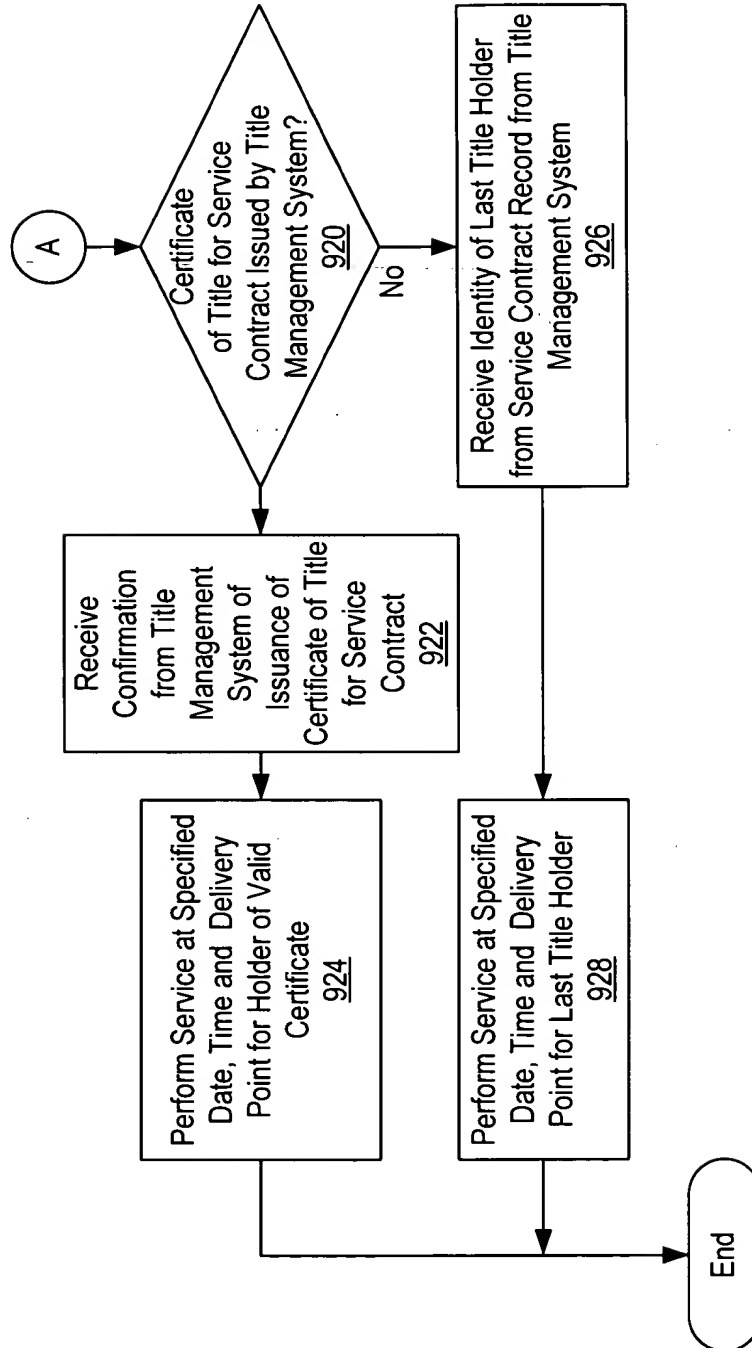 A
Certificate
of Title for Service
Contract Issued by Title
Management System?
920
No
Receive
Confirmation
from Title
Management
System of
Issuance of
Certificate of Title
for Service
Contract
922
Perform Service at Specified
Date, Time and Delivery
Point for Holder of Valid
Certificate
924
Receive Identity of Last Title Holder
from Service Contract Record from Title
Management System
926
Perform Service at Specified
Date, Time and Delivery
Point for Last Title Holder
928
End